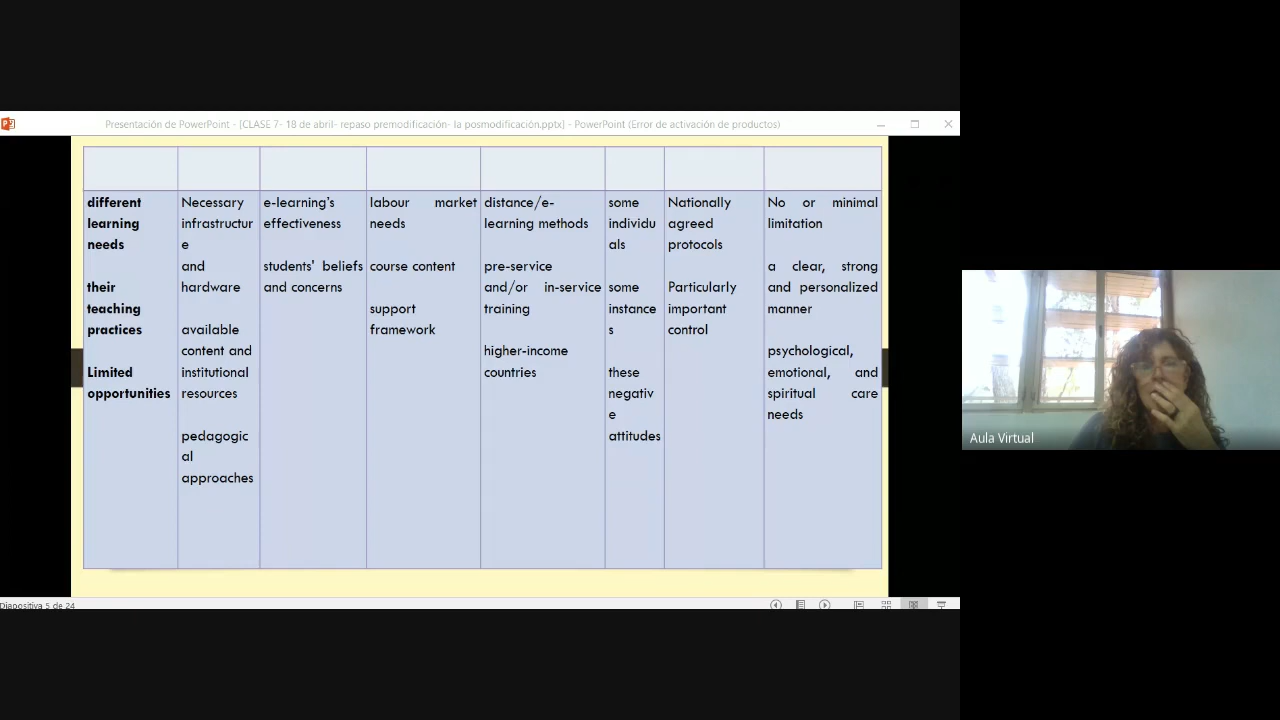 Presentación de PowerPoint - [CLASE 7- 18 de abril- repaso premodificación- la posmodificación.pptx] - PowerPoint (Error de activación de productos)
different
learning
needs
their
teaching
practices
Limited
opportunities
Necessary
infrastructur
e
and
hardware
available
content and
institutional
resources
pedagogic
al
approaches
e-learning's
effectiveness
students' beliefs
and concerns
labour market
needs
course content
support
framework
distance/e-
learning methods
pre-service
and/or in-service
training
higher-income
countries
some
individu
als
some
instance
s
these
negativ
e
attitudes
Nationally
agreed
protocols
Particularly
important
control
No or minimal
limitation
a clear, strong
and personalized
manner
psychological,
emotional, and
spiritual care
needs
Aula Virtual
Diapositiva 5 de 24